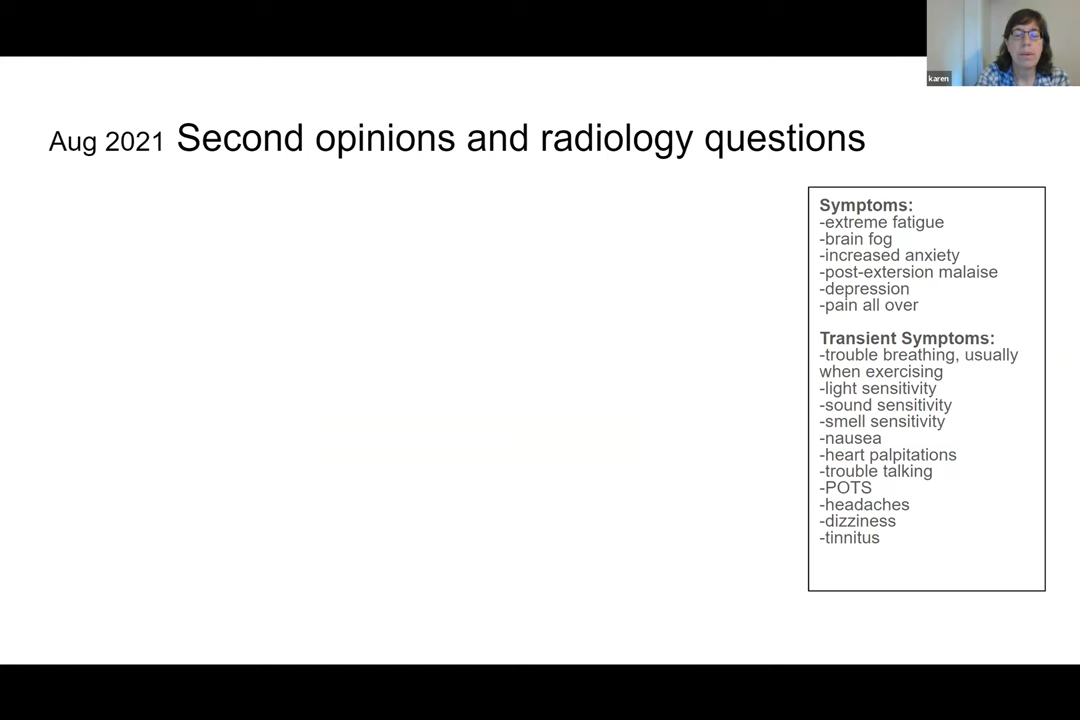 karen
Aug 2021 Second opinions and radiology questions
Symptoms:
-extreme fatigue
-brain fog
-increased anxiety
-post-extersion malaise
-depression
-pain all over
Transient Symptoms:
-trouble breathing, usually
when exercising
-light sensitivity
-sound sensitivity
-smell sensitivity
-nausea
-heart palpitations
-trouble talking
-POTS
-headaches
-dizziness
-tinnitus